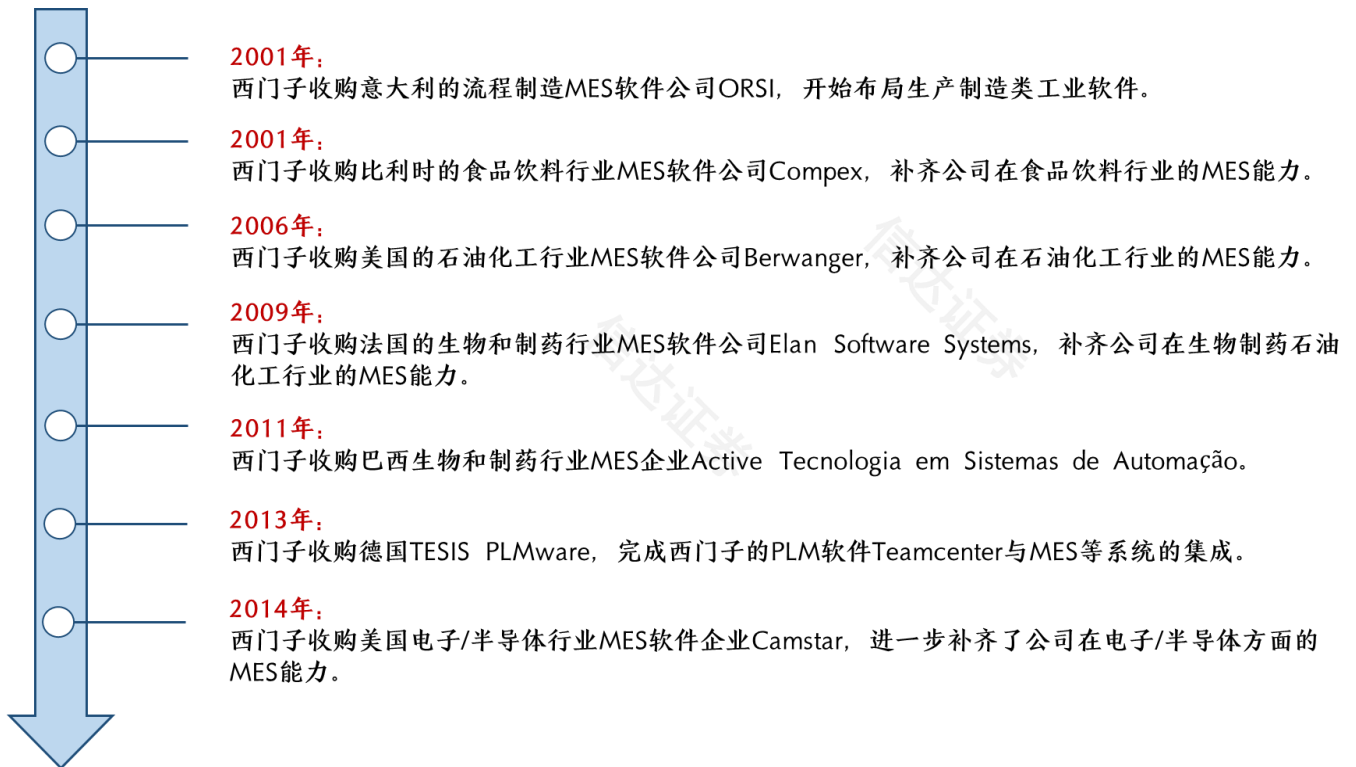 2001年：
西门子收购意大利的流程制造MES软件公司ORSI，开始布局生产制造类工业软件。
2001年：
西门子收购比利时的食品饮料行业MES软件公司Compex，补齐公司在食品饮料行业的MES能力。
2006年：
西门子收购美国的石油化工行业MES软件公司Berwanger，补齐公司在石油化工行业的MES能力。
2009年：
西门子收购法国的生物和制药行业MES软件公司Elan Software Systems，补齐公司在生物制药石油
化工行业的MES能力。
2011年：
西门子收购巴西生物和制药行业MES企业Active Tecnologia em Sistemas de Automação。
2013年：
西门子收购德国TESIS PLMware，完成西门子的PLM软件Teamcenter与MES等系统的集成。
2014年：
西门子收购美国电子/半导体行业MES软件企业Camstar，进一步补齐了公司在电子/半导体方面的
MES能力。
信达证券
信达证券